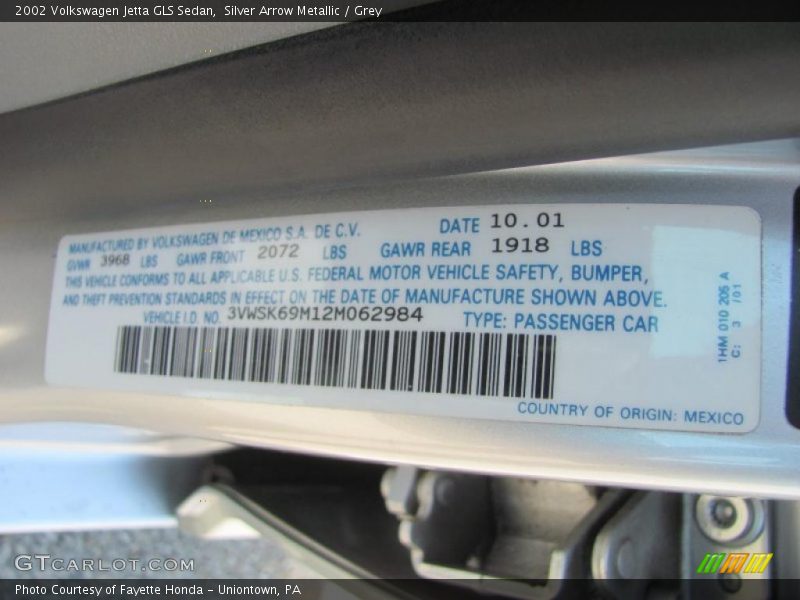 2002 Volkswagen Jetta GLS Sedan, Silver Arrow Metallic / Grey
MANUFACTURED BY VOLKSWAGEN DE MEXICO S.A. DE C.V. DATE 10.01
GVWR 3968 LBS GAWR FRONT 2072 LBS GAWR REAR 1918 LBS
THIS VEHICLE CONFORMS TO ALL APPLICABLE U.S. FEDERAL MOTOR VEHICLE SAFETY, BUMPER,
AND THEFT PREVENTION STANDARDS IN EFFECT ON THE DATE OF MANUFACTURE SHOWN ABOVE.
VEHICLE I.D. NO. 3VWSK69M12M062984 TYPE: PASSENGER CAR
COUNTRY OF ORIGIN: MEXICO
1HM 010 205 A
C: 3 /01
GTCARLOT.COM
Photo Courtesy of Fayette Honda - Uniontown, PA